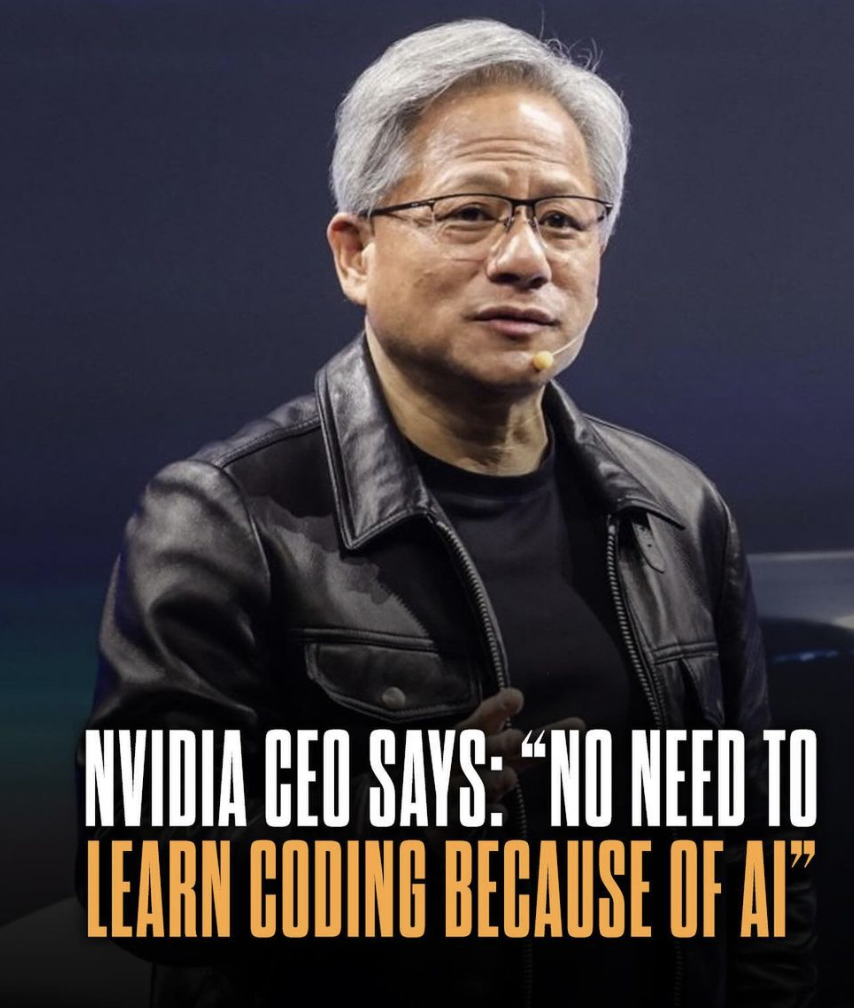 NVIDIA CEO SAYS: “NO NEED TO
LEARN CODING BECAUSE OF AI”